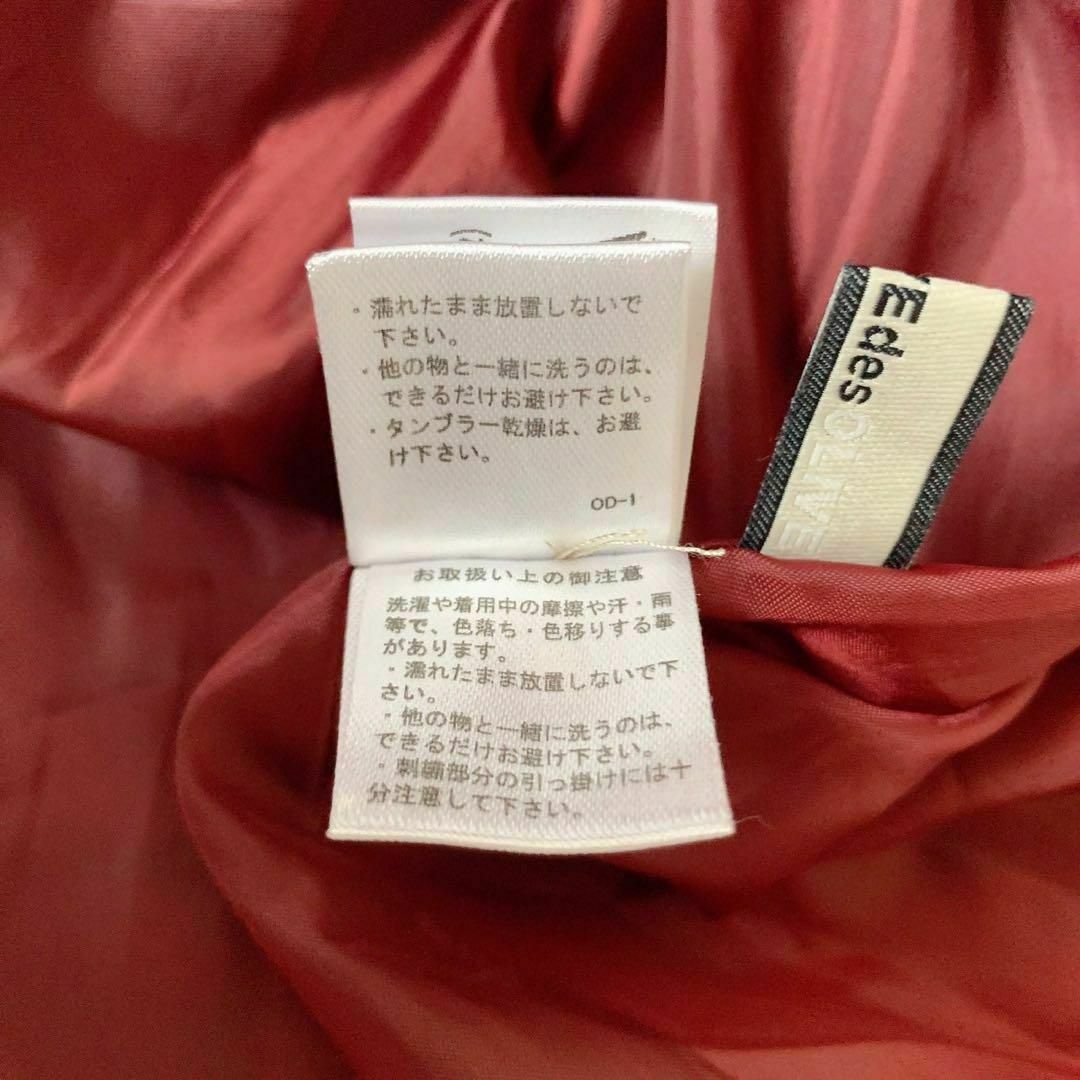 ・濡れたまま放置しないで
下さい。
・他の物と一緒に洗うのは、
できるだけお避け下さい。
・タンブラー乾燥は、お避
け下さい。
OD-1
お取扱い上の御注意
洗濯や着用中の摩擦や汗・雨
等で、色落ち・色移りする事
があります。
・濡れたまま放置しないで下
さい。
・他の物と一緒に洗うのは、
できるだけお避け下さい。
・刺繍部分の引っ掛けには十
分注意して下さい。
des